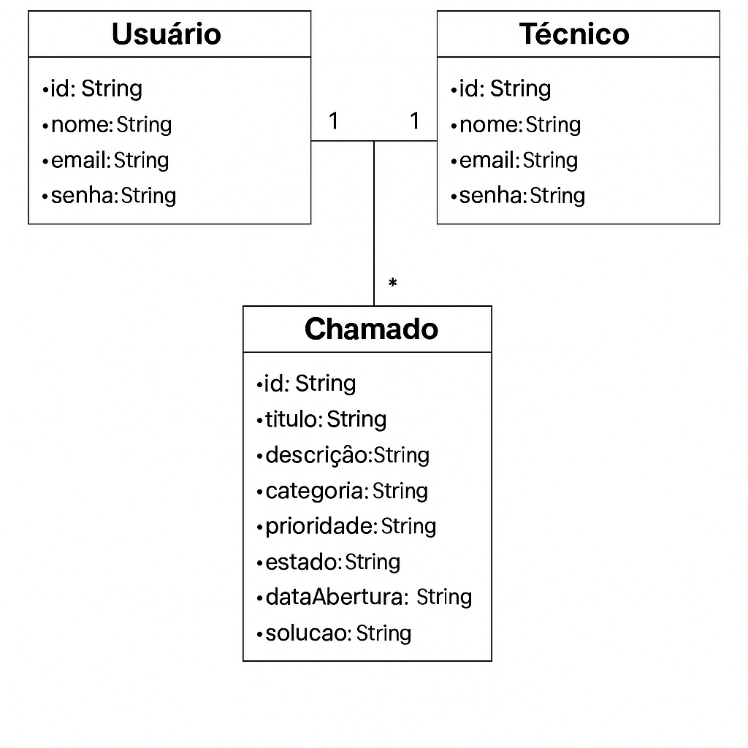 Usuário
•id: String
•nome: String
•email: String
•senha: String
Técnico
•id: String
•nome: String
•email: String
•senha: String
1
1
*
Chamado
•id: String
•titulo: String
•descriçâo:String
•categoria: String
•prioridade: String
•estado: String
•dataAbertura: String
•solucao: String